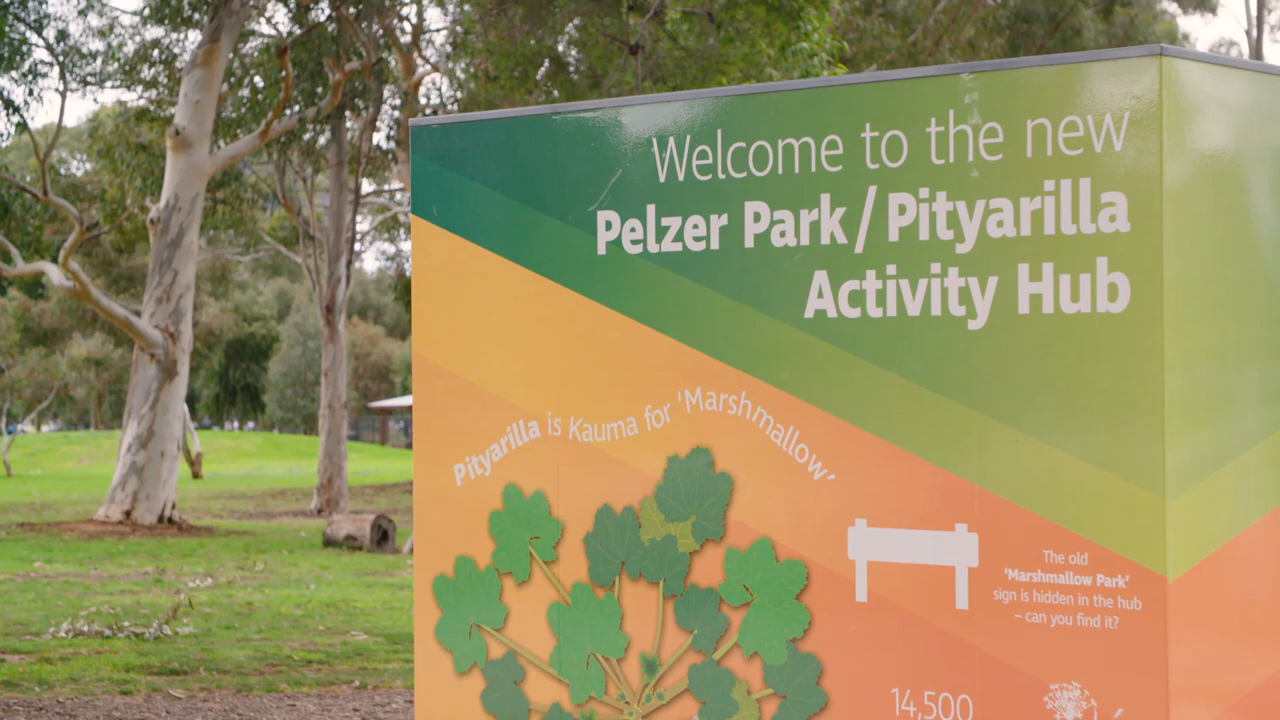 Welcome to the new
Pelzer Park / Pityarilla
Activity Hub
Pityarilla is Kaurna for 'Marshmallow'
The old
'Marshmallow Park'
sign is hidden in the hub
– can you find it?
14,500